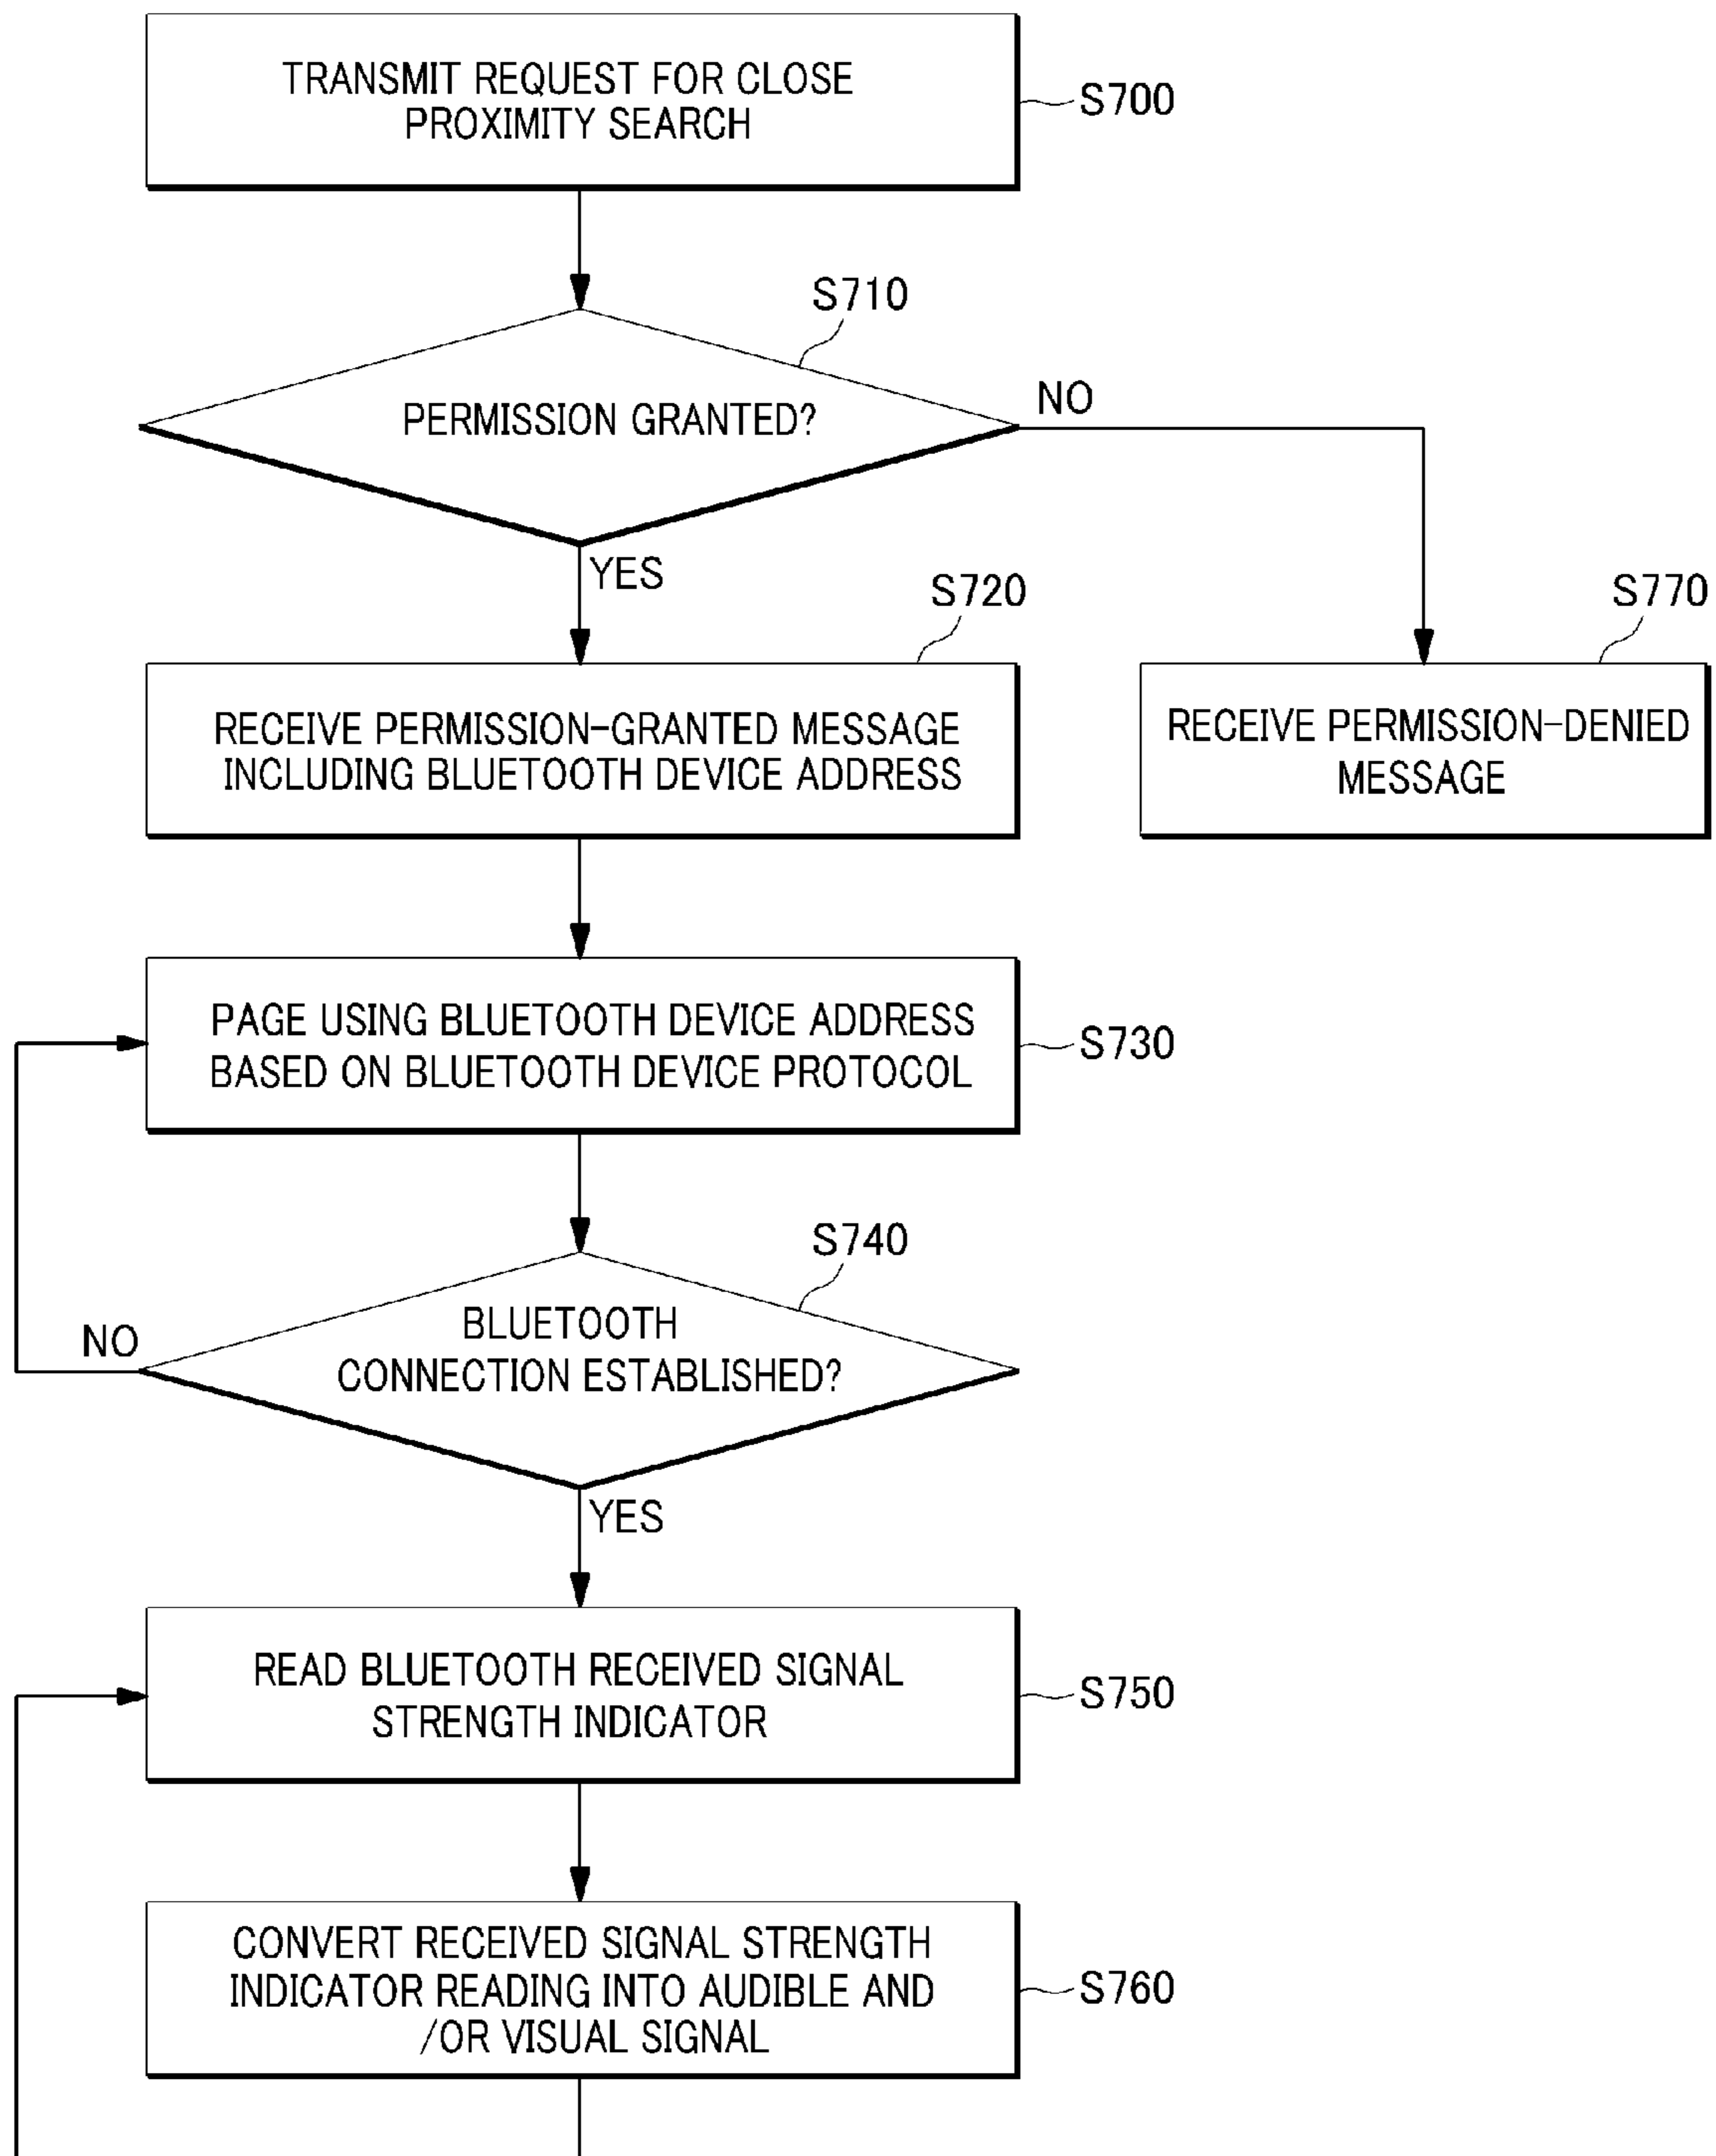 TRANSMIT REQUEST FOR CLOSE
PROXIMITY SEARCH
S700
S710
PERMISSION GRANTED?
NO
YES
S720
S770
RECEIVE PERMISSION-GRANTED MESSAGE
INCLUDING BLUETOOTH DEVICE ADDRESS
RECEIVE PERMISSION-DENIED
MESSAGE
PAGE USING BLUETOOTH DEVICE ADDRESS
BASED ON BLUETOOTH DEVICE PROTOCOL
S730
S740
BLUETOOTH
CONNECTION ESTABLISHED?
NO
YES
READ BLUETOOTH RECEIVED SIGNAL
STRENGTH INDICATOR
S750
CONVERT RECEIVED SIGNAL STRENGTH
INDICATOR READING INTO AUDIBLE AND
/OR VISUAL SIGNAL
S760